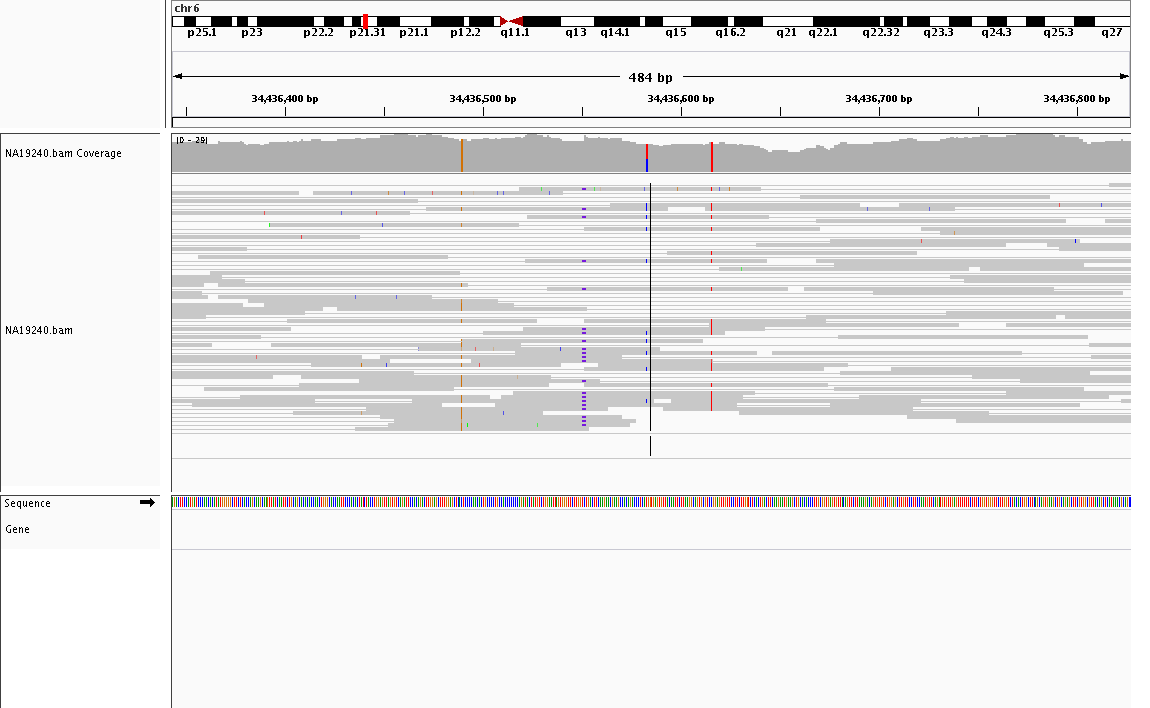 chr6
p25.1 p23 p22.2 p21.31 p21.1 p12.2 q11.1 q13 q14.1 q15 q16.2 q21 q22.1 q22.32 q23.3 q24.3 q25.3 q27
484 bp
34,436,400 bp 34,436,500 bp 34,436,600 bp 34,436,700 bp 34,436,800 bp
[0 - 29]
NA19240.bam Coverage
NA19240.bam
Sequence
Gene